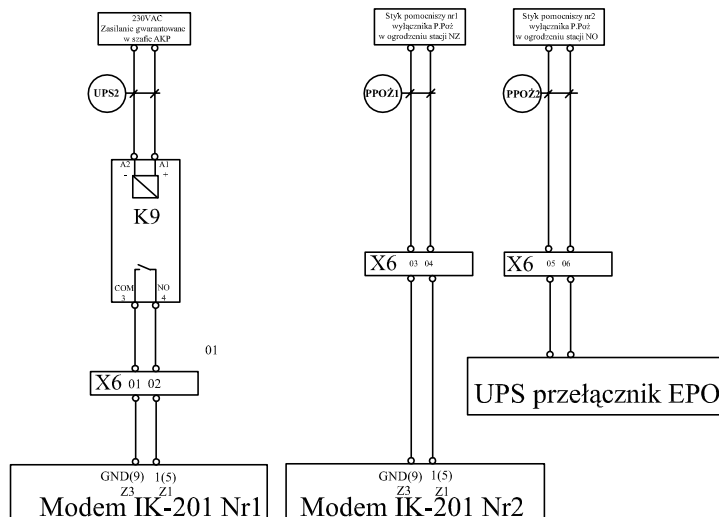 230VAC
Zasilanie gwarantowane
w szafie AKP
UPS2
A2 A1
- +
K9
COM NO
3 4
01
X6 01 02
GND(9) 1(5)
Z3 Z1
Modem IK-201 Nr1
Styk pomocniszy nr1
wyłącznika P.Poż
w ogrodzeniu stacji NZ
PPOŻ1
X6 03 04
GND(9) 1(5)
Z3 Z1
Modem IK-201 Nr2
Styk pomocniszy nr2
wyłącznika P.Poż
w ogrodzeniu stacji NO
PPOŻ2
X6 05 06
UPS przełącznik EPO